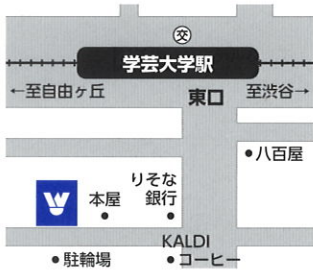 交
学芸大学駅
←至自由ヶ丘
東口
至渋谷→
八百屋
りそな
銀行
本屋
KALDI
コーヒー
駐輪場